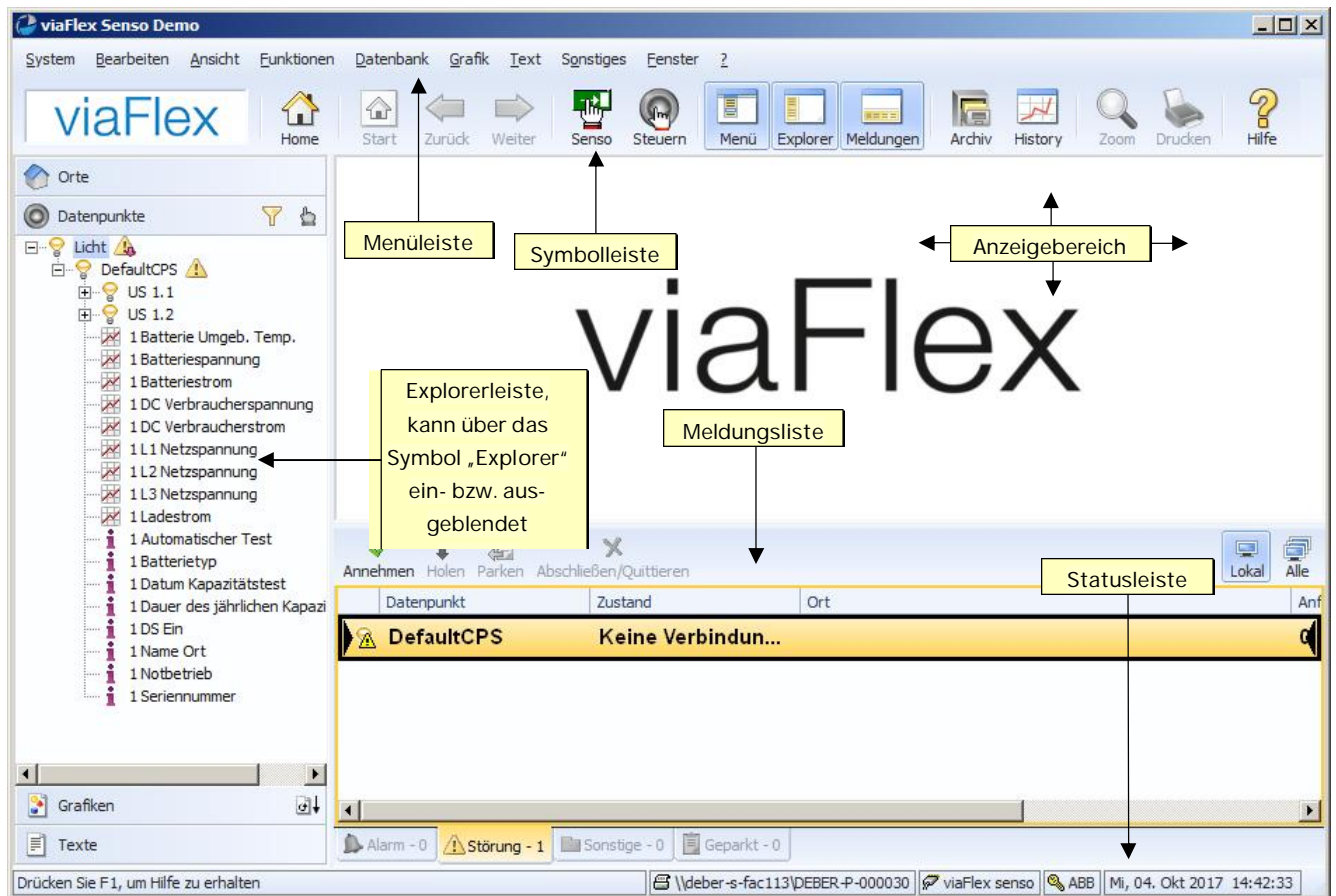 viaFlex Senso Demo
System Bearbeiten Ansicht Funktionen Datenbank Grafik Text Sonstiges Fenster ?
viaFlex
Home Start Zurück Weiter Senso Steuern Menü Explorer Meldungen Archiv History Zoom Drucken Hilfe
Orte
Datenpunkte
Licht
DefaultCPS
US 1.1
US 1.2
1 Batterie Umgeb. Temp.
1 Batteriespannung
1 Batteriestrom
1 DC Verbraucherspannung
1 DC Verbraucherstrom
1 L1 Netzspannung
1 L2 Netzspannung
1 L3 Netzspannung
1 Ladestrom
1 Automatischer Test
1 Batterietyp
1 Datum Kapazitätstest
1 Dauer des jährlichen Kapazi
1 DS Ein
1 Name Ort
1 Notbetrieb
1 Seriennummer
Grafiken
Texte
Menüleiste
Symbolleiste
Anzeigebereich
viaFlex
Explorerleiste,
kann über das
Symbol „Explorer“
ein- bzw. aus-
geblendet
Meldungsliste
Statusleiste
Annehmen Holen Parken Abschließen/Quittieren
Lokal Alle
Datenpunkt Zustand Ort Anf
DefaultCPS Keine Verbindun...
Alarm - 0 Störung - 1 Sonstige - 0 Geparkt - 0
Drücken Sie F1, um Hilfe zu erhalten
\\deber-s-fac113\DEBER-P-000030 viaFlex senso ABB Mi, 04. Okt 2017 14:42:33